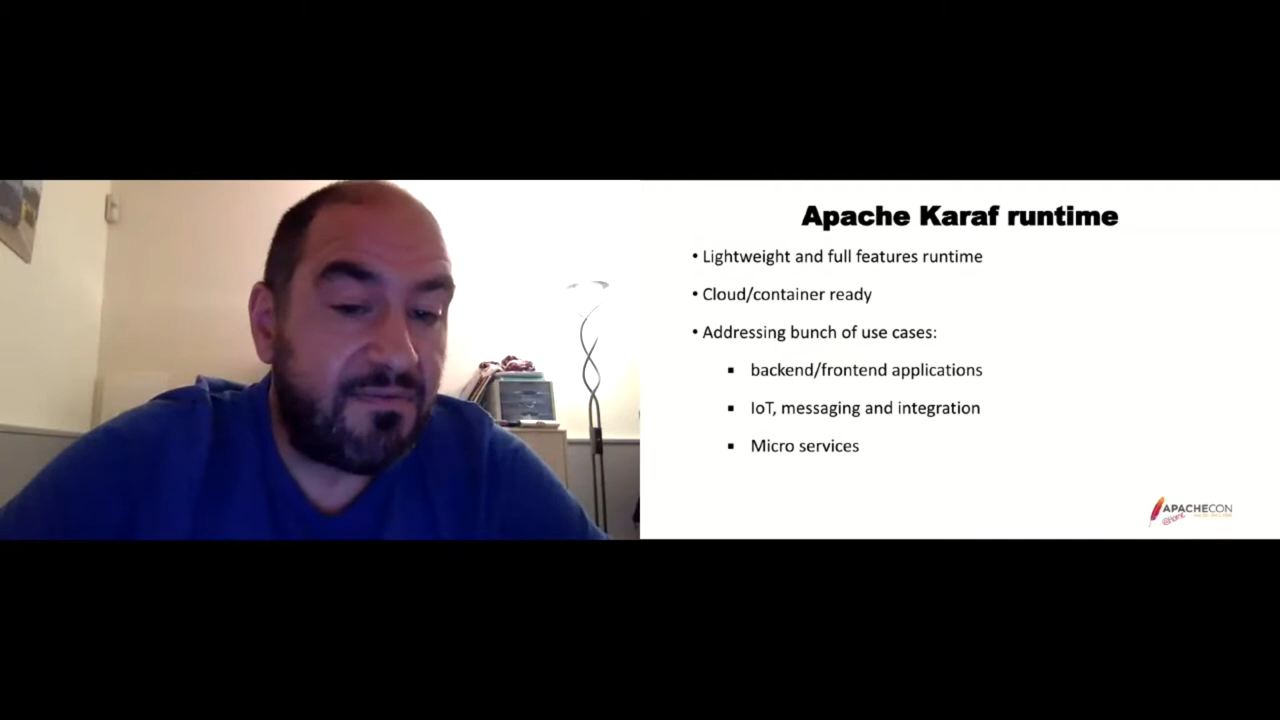 Apache Karaf runtime
• Lightweight and full features runtime
• Cloud/container ready
• Addressing bunch of use cases:
▪ backend/frontend applications
▪ IoT, messaging and integration
▪ Micro services
APACHECON
@home